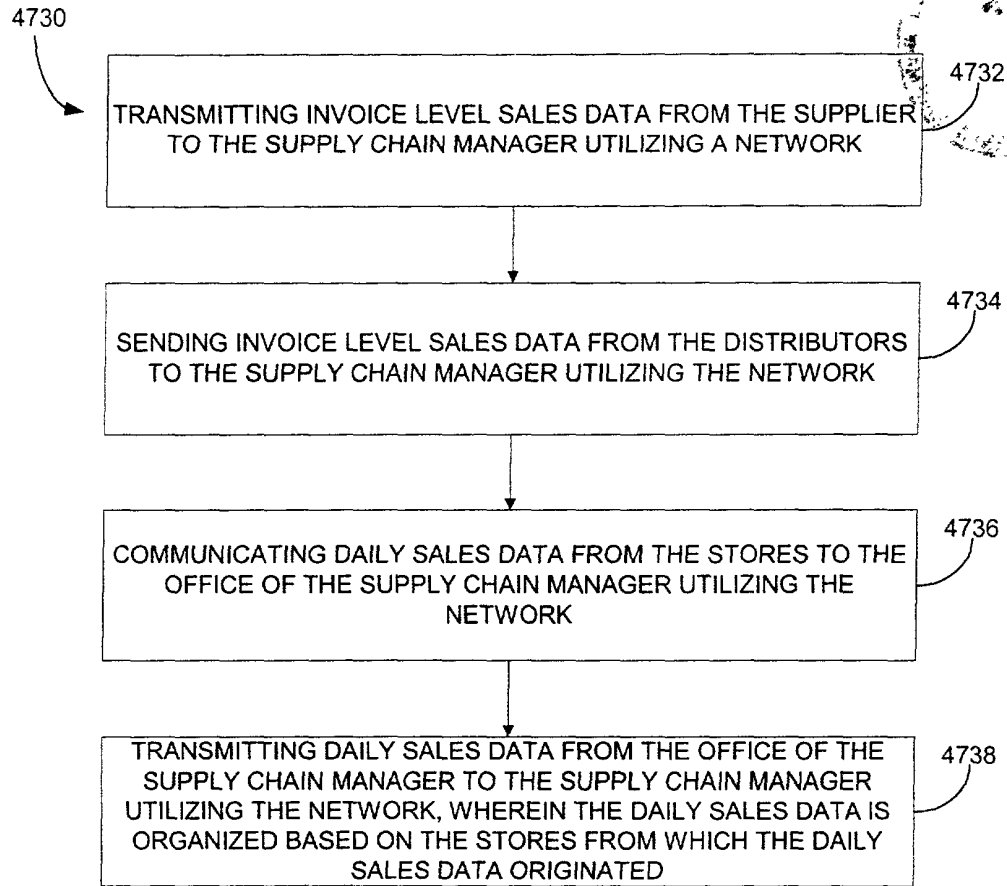 4730
4732
TRANSMITTING INVOICE LEVEL SALES DATA FROM THE SUPPLIER
TO THE SUPPLY CHAIN MANAGER UTILIZING A NETWORK
4734
SENDING INVOICE LEVEL SALES DATA FROM THE DISTRIBUTORS
TO THE SUPPLY CHAIN MANAGER UTILIZING THE NETWORK
4736
COMMUNICATING DAILY SALES DATA FROM THE STORES TO THE
OFFICE OF THE SUPPLY CHAIN MANAGER UTILIZING THE
NETWORK
4738
TRANSMITTING DAILY SALES DATA FROM THE OFFICE OF THE
SUPPLY CHAIN MANAGER TO THE SUPPLY CHAIN MANAGER
UTILIZING THE NETWORK, WHEREIN THE DAILY SALES DATA IS
ORGANIZED BASED ON THE STORES FROM WHICH THE DAILY
SALES DATA ORIGINATED